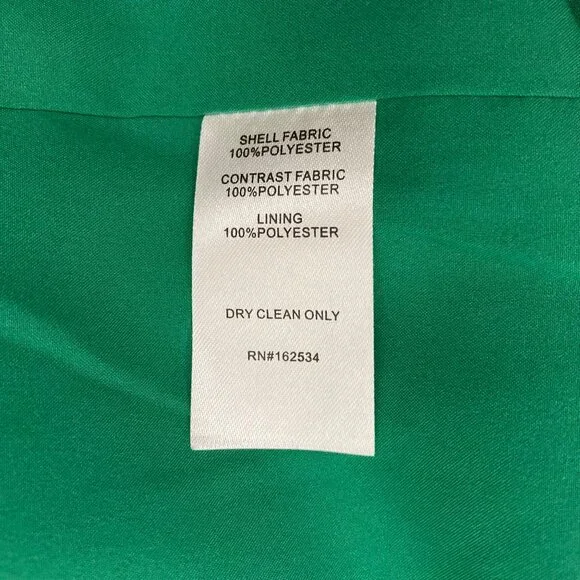 SHELL FABRIC
100%POLYESTER
CONTRAST FABRIC
100%POLYESTER
LINING
100%POLYESTER
DRY CLEAN ONLY
RN#162534